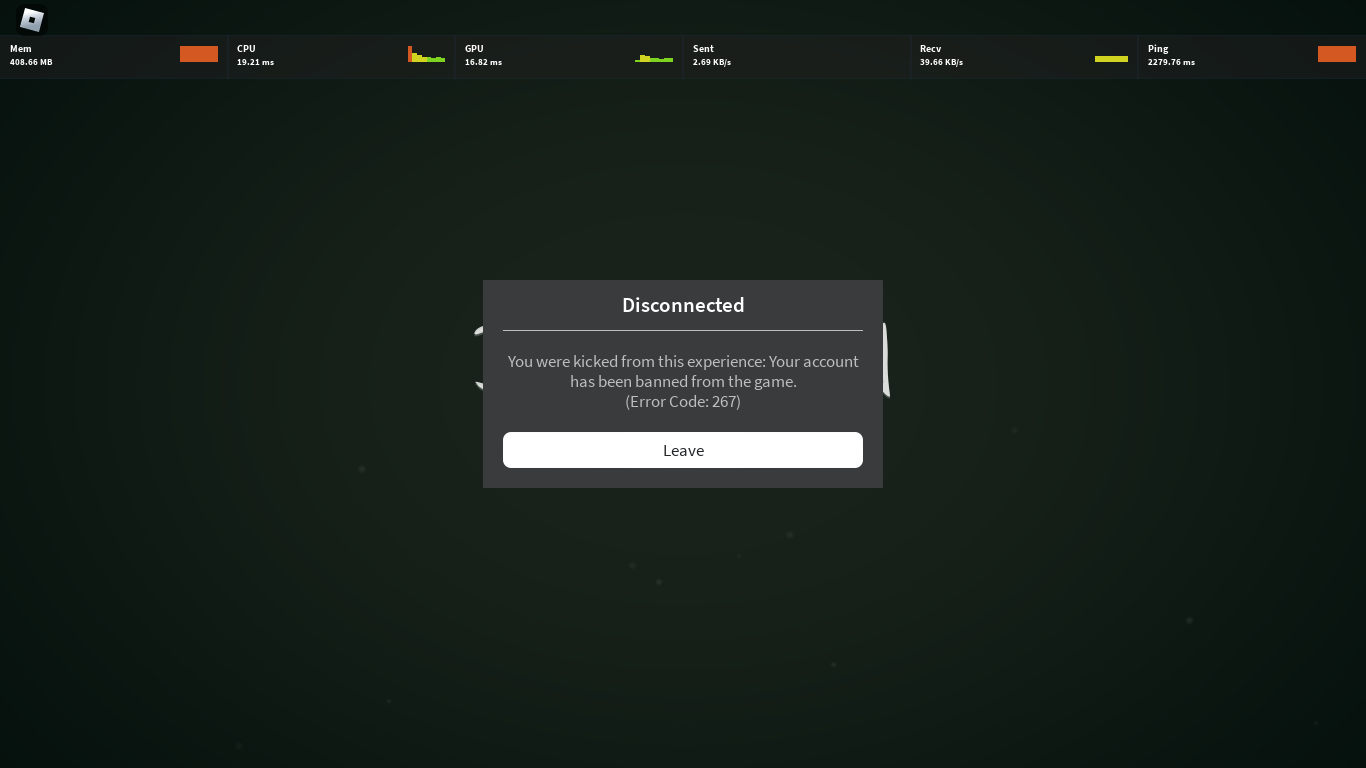 Mem
408.66 MB
CPU
19.21 ms
GPU
16.82 ms
Sent
2.69 KB/s
Recv
39.66 KB/s
Ping
2279.76 ms
Disconnected
You were kicked from this experience: Your account
has been banned from the game.
(Error Code: 267)
Leave